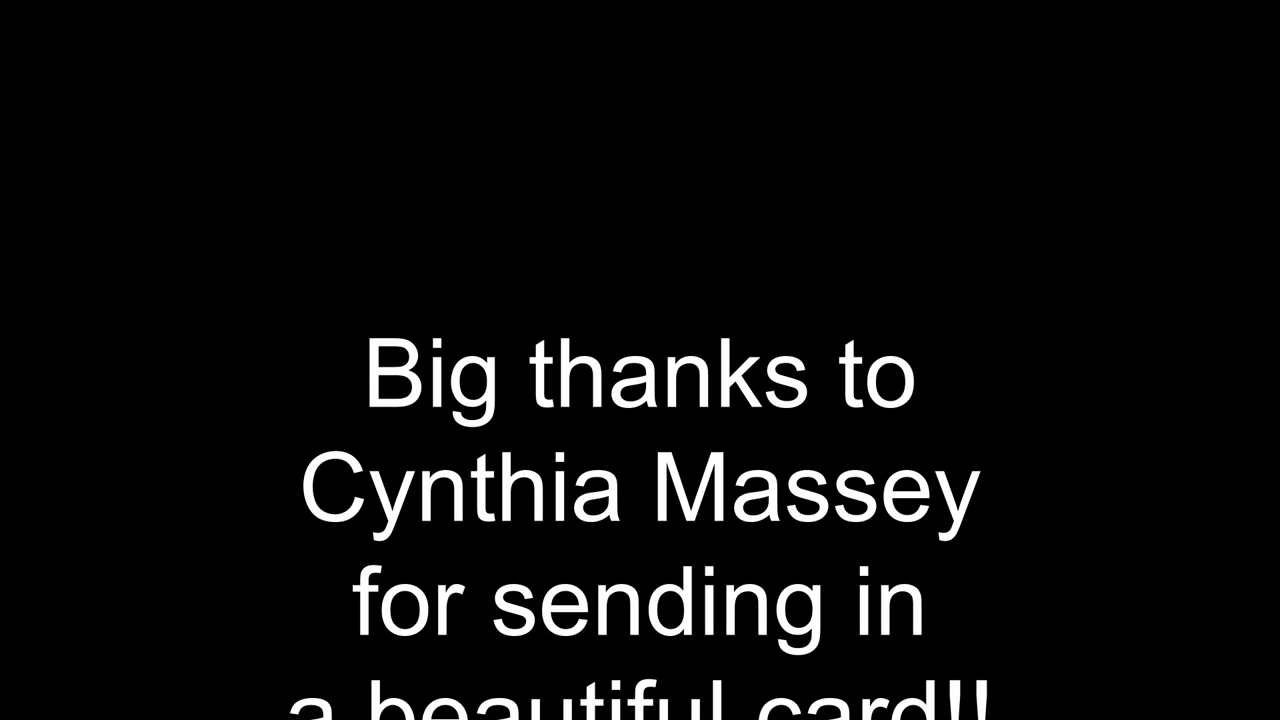 Big thanks to
Cynthia Massey
for sending in
a beautiful card!!